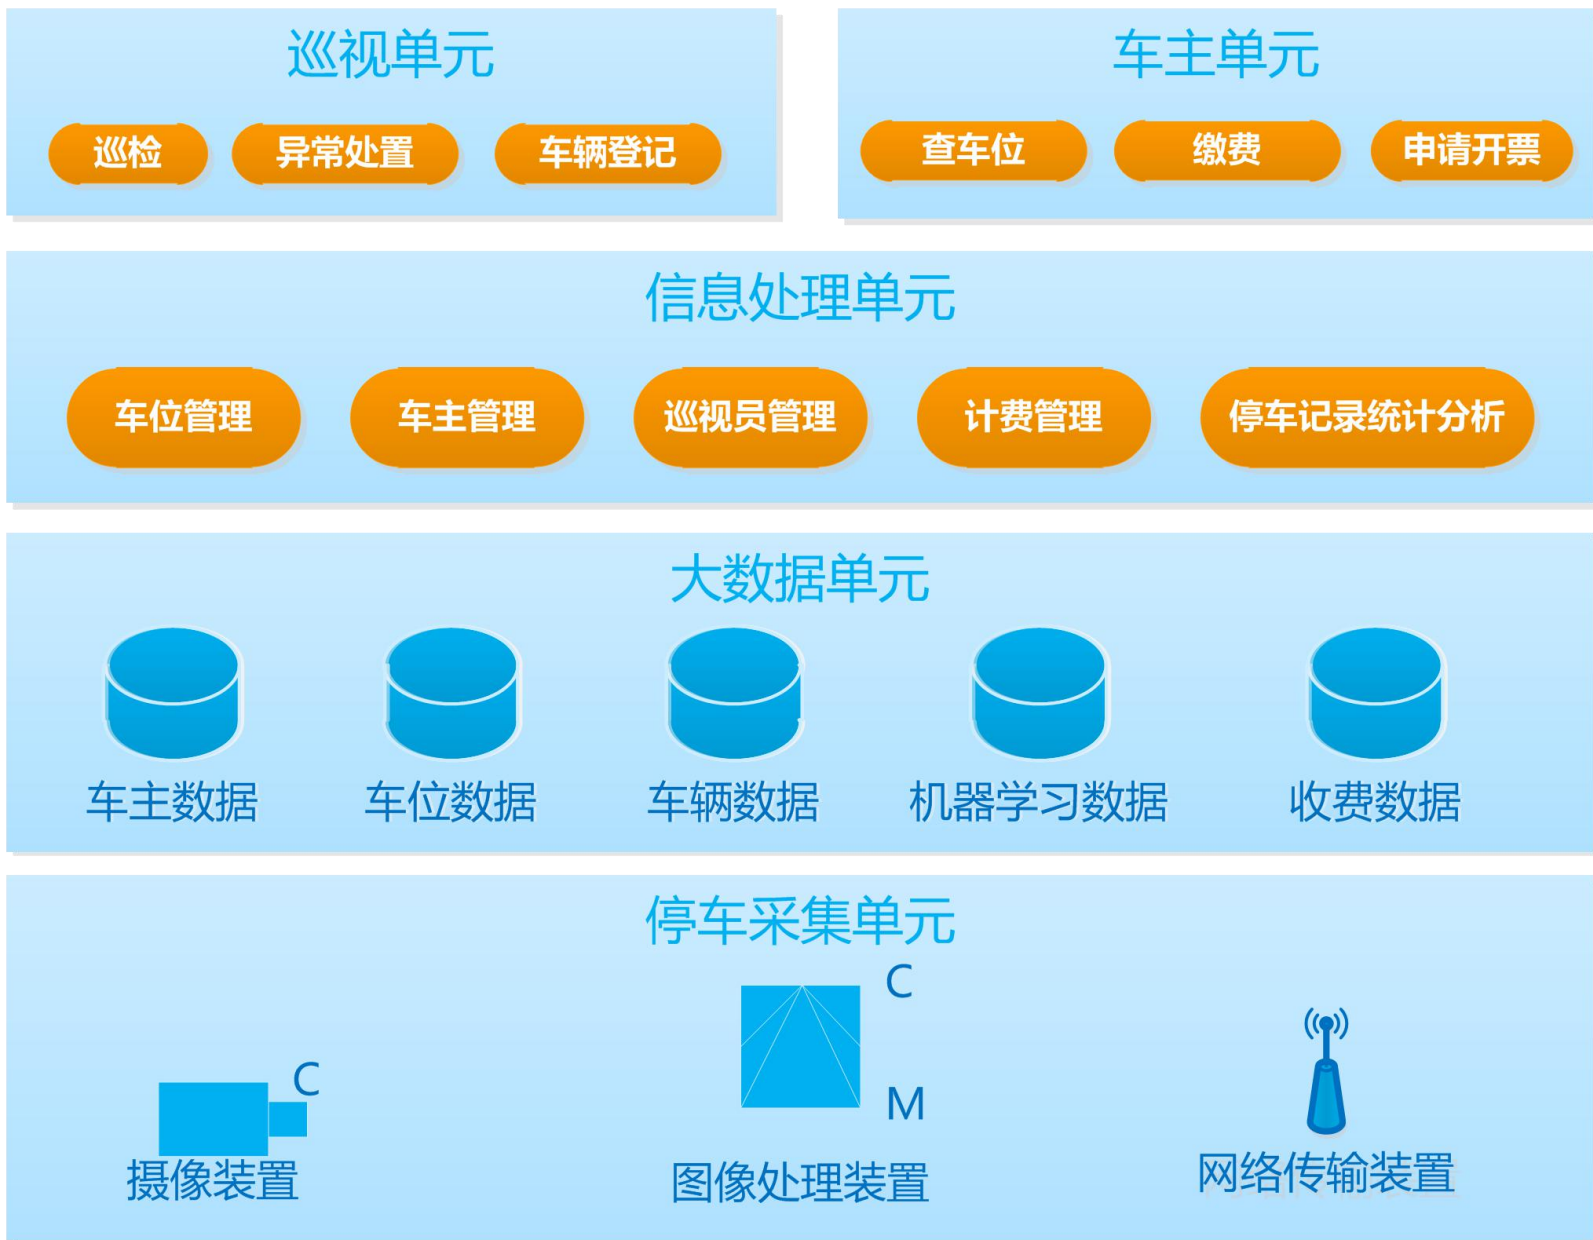 巡视单元
巡检
异常处置
车辆登记
车主单元
查车位
缴费
申请开票
信息处理单元
车位管理
车主管理
巡视员管理
计费管理
停车记录统计分析
大数据单元
车主数据
车位数据
车辆数据
机器学习数据
收费数据
停车采集单元
C
摄像装置
C
M
图像处理装置
网络传输装置